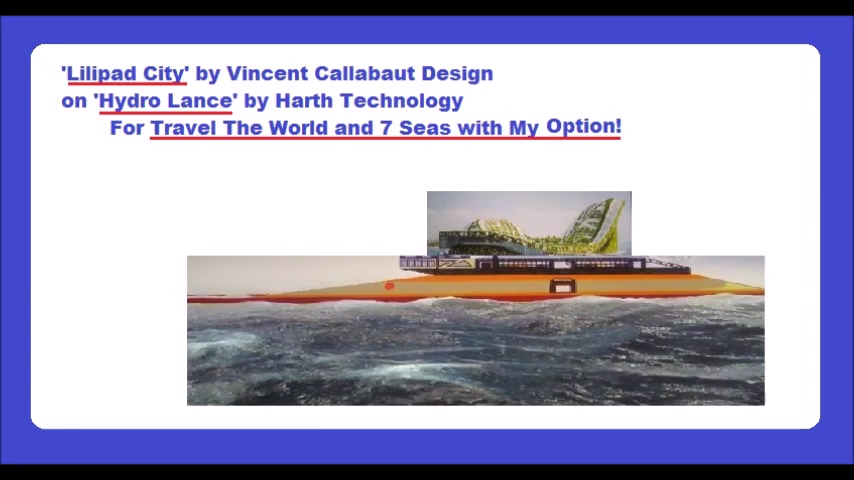 'Lilipad City' by Vincent Callabaut Design
on 'Hydro Lance' by Harth Technology
For Travel The World and 7 Seas with My Option!